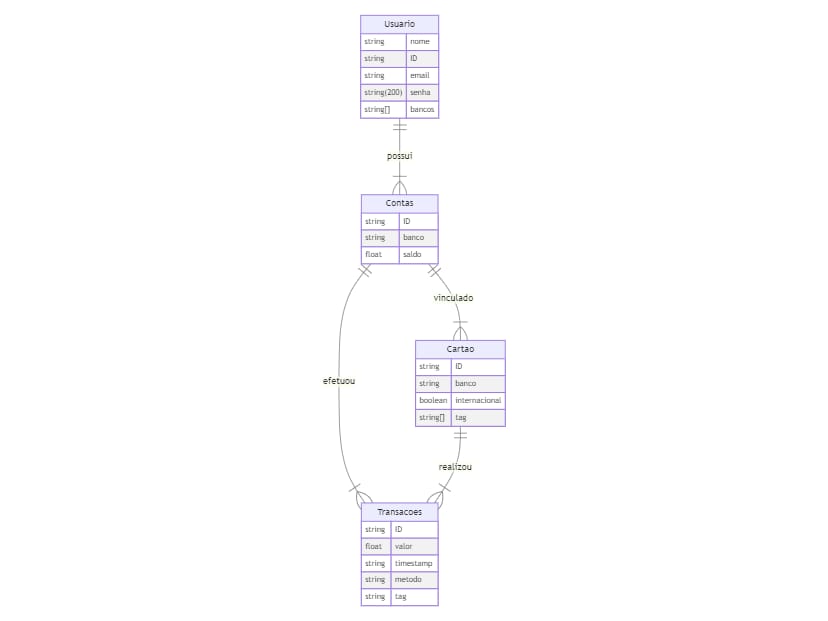 Usuario
string nome
string ID
string email
string(200) senha
string[] bancos
possui
Contas
string ID
string banco
float saldo
vinculado
Cartao
string ID
string banco
boolean internacional
string[] tag
efetuou
realizou
Transacoes
string ID
float valor
string timestamp
string metodo
string tag